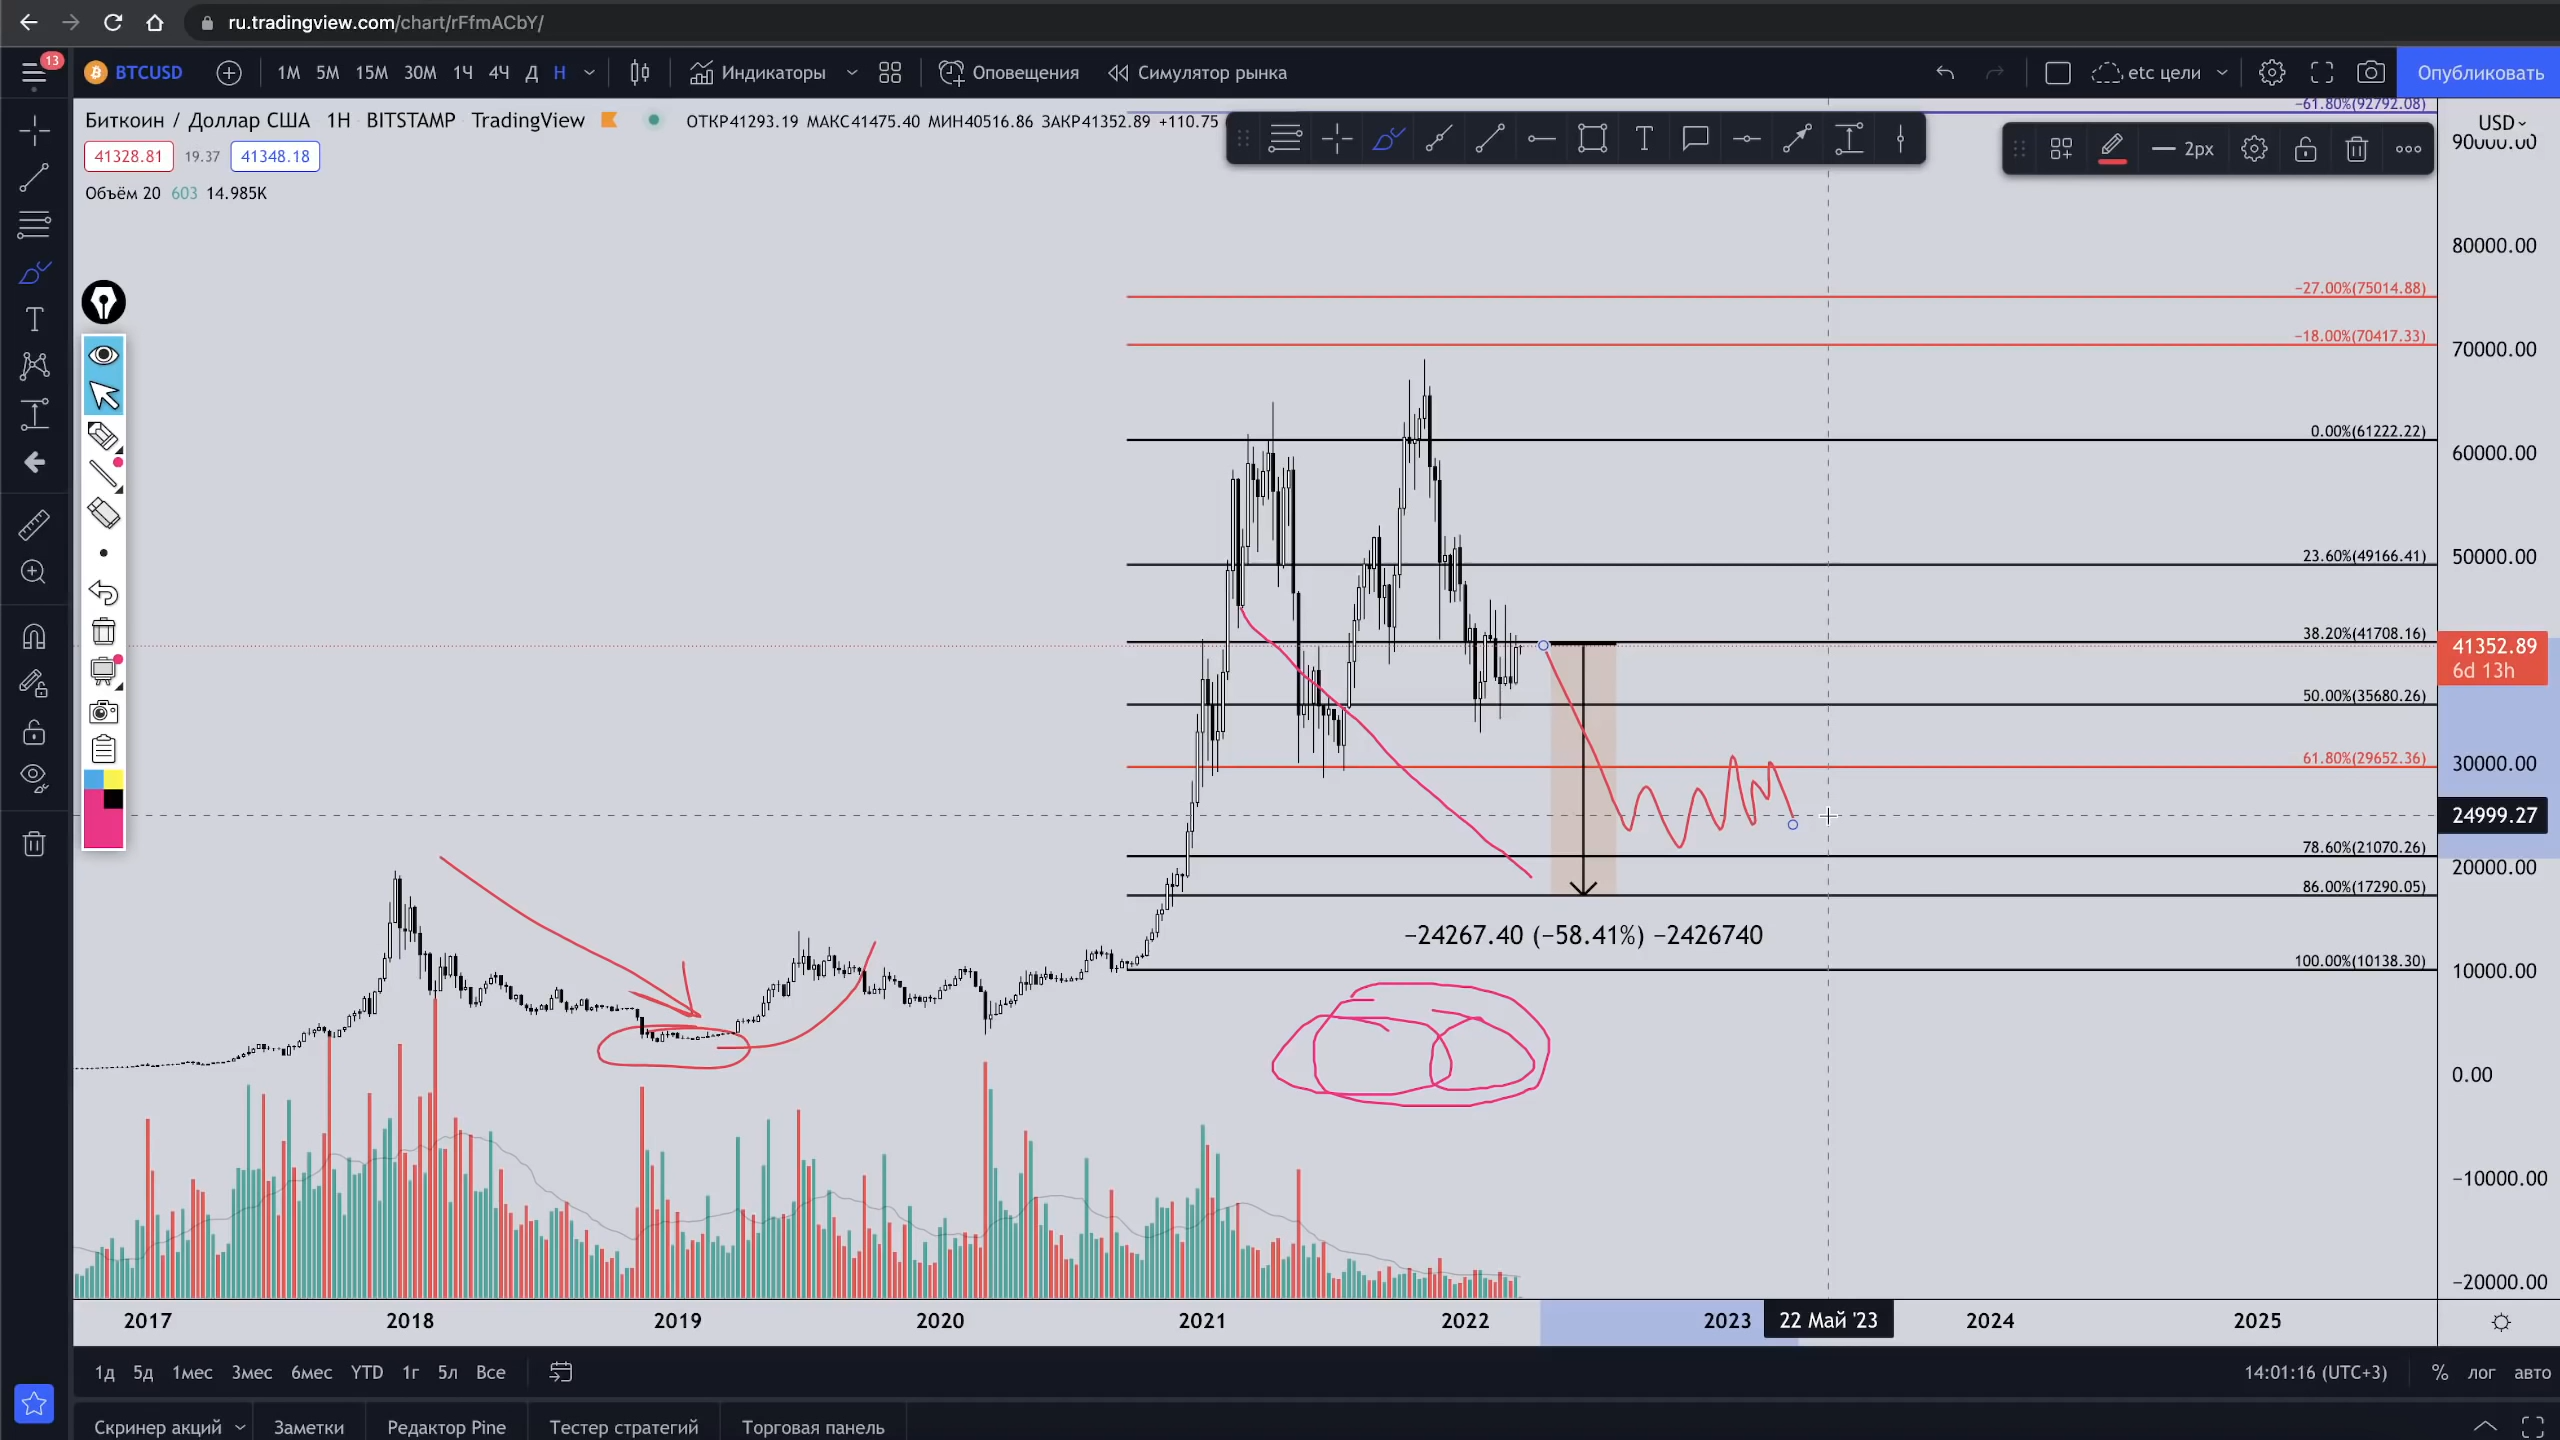 ru.tradingview.com/chart/rFfmACbY/
13
BTCUSD 1М 5М 15М 30М 1Ч 4Ч Д Н Индикаторы Оповещения Симулятор рынка etc цели Опубликовать
Биткоин / Доллар США 1Н BITSTAMP TradingView ОТКР41293.19 МАКС41475.40 МИН40516.86 ЗАКР41352.89 +110.75
41328.81 19.37 41348.18
Объём 20 603 14.985K
2px
USD
−61.80%(92792.08)
90000.00
80000.00
−27.00%(75014.88)
−18.00%(70417.33)
70000.00
0.00%(61222.22)
60000.00
23.60%(49166.41)
50000.00
38.20%(41708.16)
41352.89
6d 13h
50.00%(35680.26)
61.80%(29652.36)
30000.00
24999.27
78.60%(21070.26)
20000.00
86.00%(17290.05)
−24267.40 (−58.41%) −2426740
100.00%(10138.30)
10000.00
0.00
−10000.00
−20000.00
2017 2018 2019 2020 2021 2022 2023 22 Май '23 2024 2025
1д 5д 1мес 3мес 6мес YTD 1г 5л Все 14:01:16 (UTC+3) % лог авто
Скринер акций Заметки Редактор Pine Тестер стратегий Торговая панель